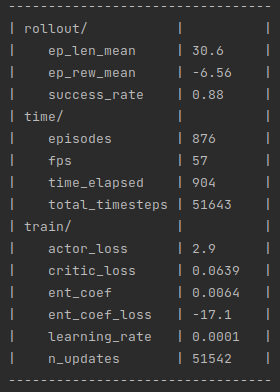 ---------------------------------
| rollout/           |          |
|    ep_len_mean     | 30.6     |
|    ep_rew_mean     | -6.56    |
|    success_rate    | 0.88     |
| time/              |          |
|    episodes        | 876      |
|    fps             | 57       |
|    time_elapsed    | 904      |
|    total_timesteps | 51643    |
| train/             |          |
|    actor_loss      | 2.9      |
|    critic_loss     | 0.0639   |
|    ent_coef        | 0.0064   |
|    ent_coef_loss   | -17.1    |
|    learning_rate   | 0.0001   |
|    n_updates       | 51542    |
---------------------------------